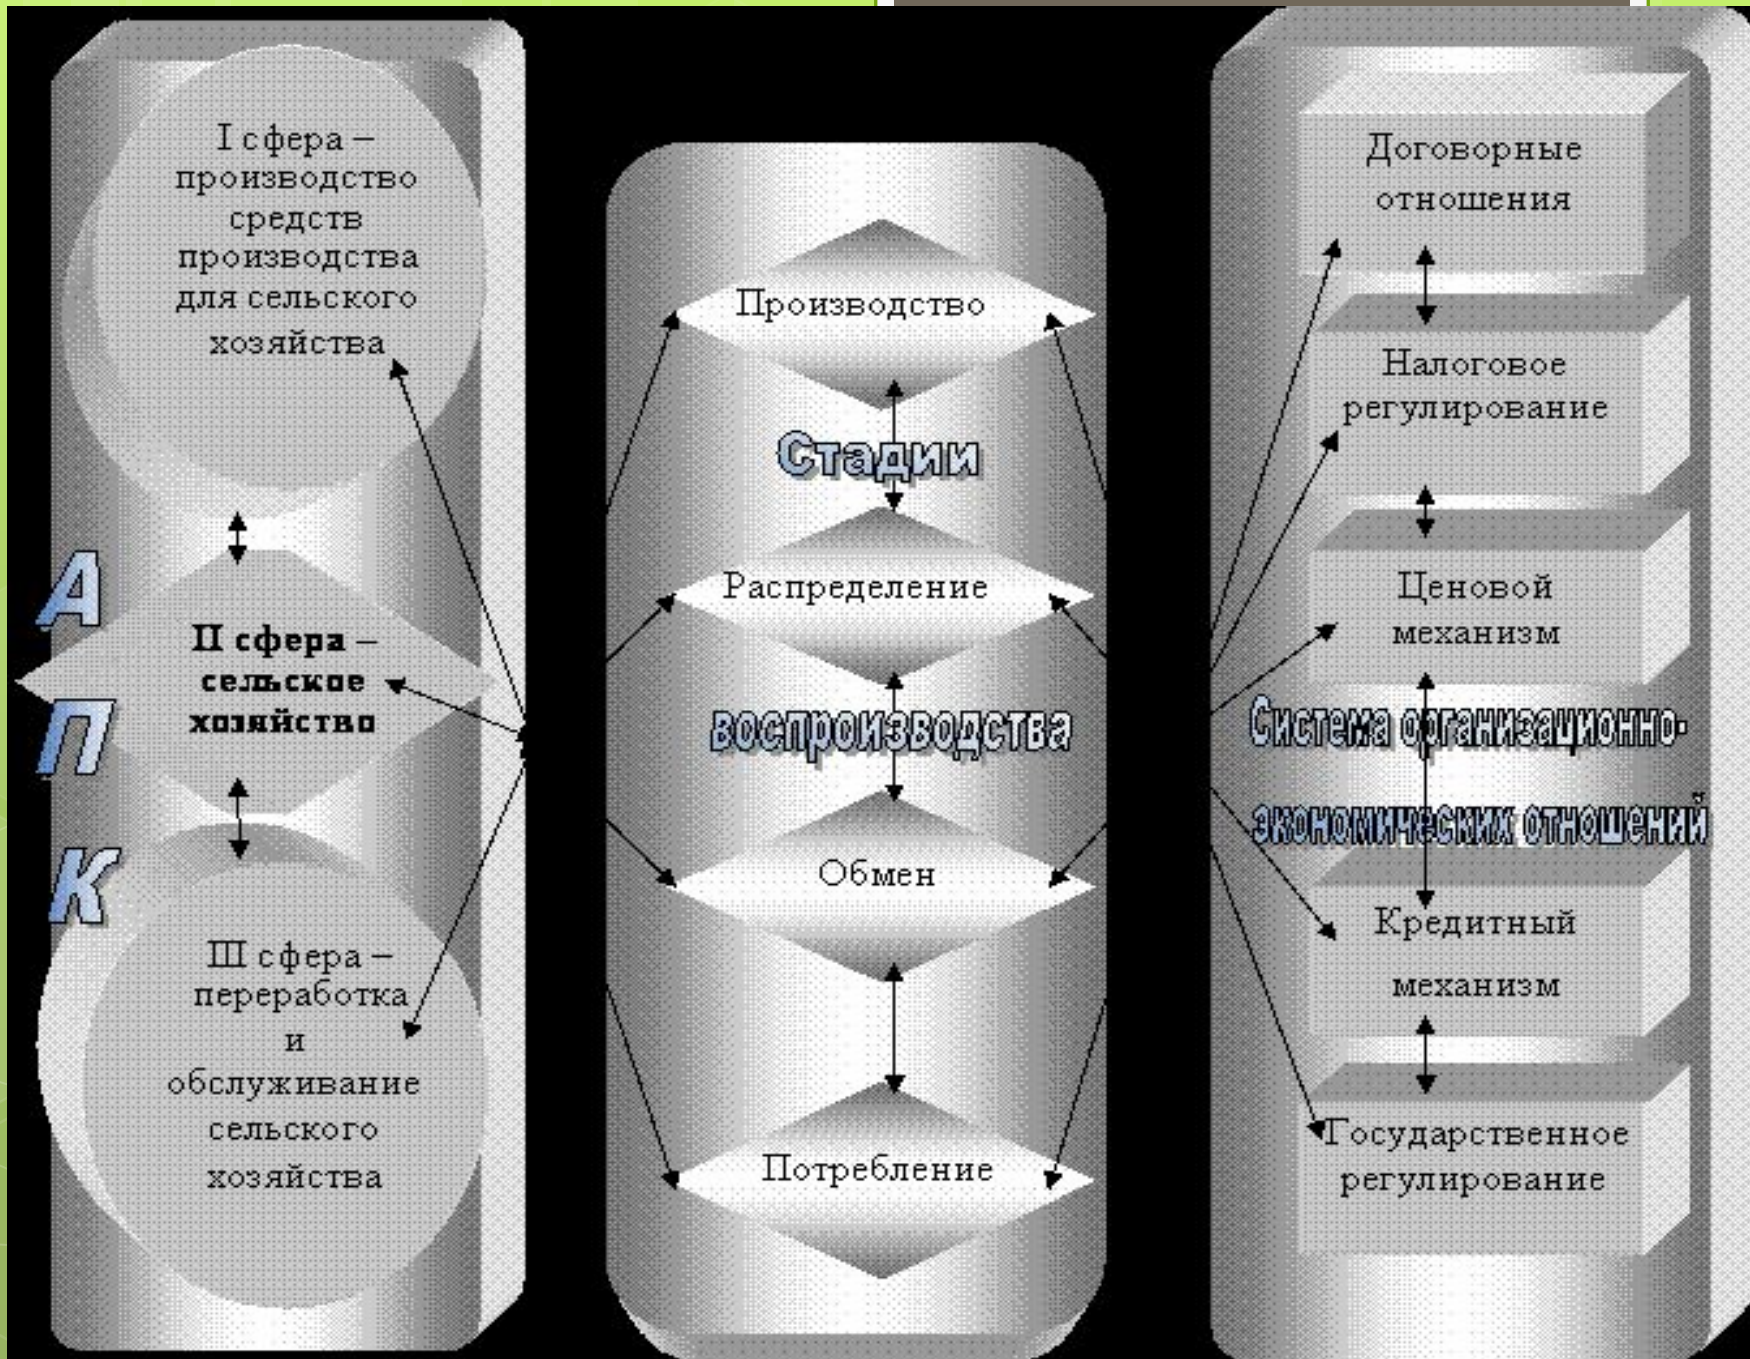 I сфера –
производство
средств
производства
для сельского
хозяйства
А
П
К
II сфера –
сельское
хозяйство
III сфера –
переработка
и
обслуживание
сельского
хозяйства
Производство
Стадии
Распределение
воспроизводства
Обмен
Потребление
Договорные
отношения
Налоговое
регулирование
Ценовой
механизм
Система организационно-
экономических отношений
Кредитный
механизм
Государственное
регулирование